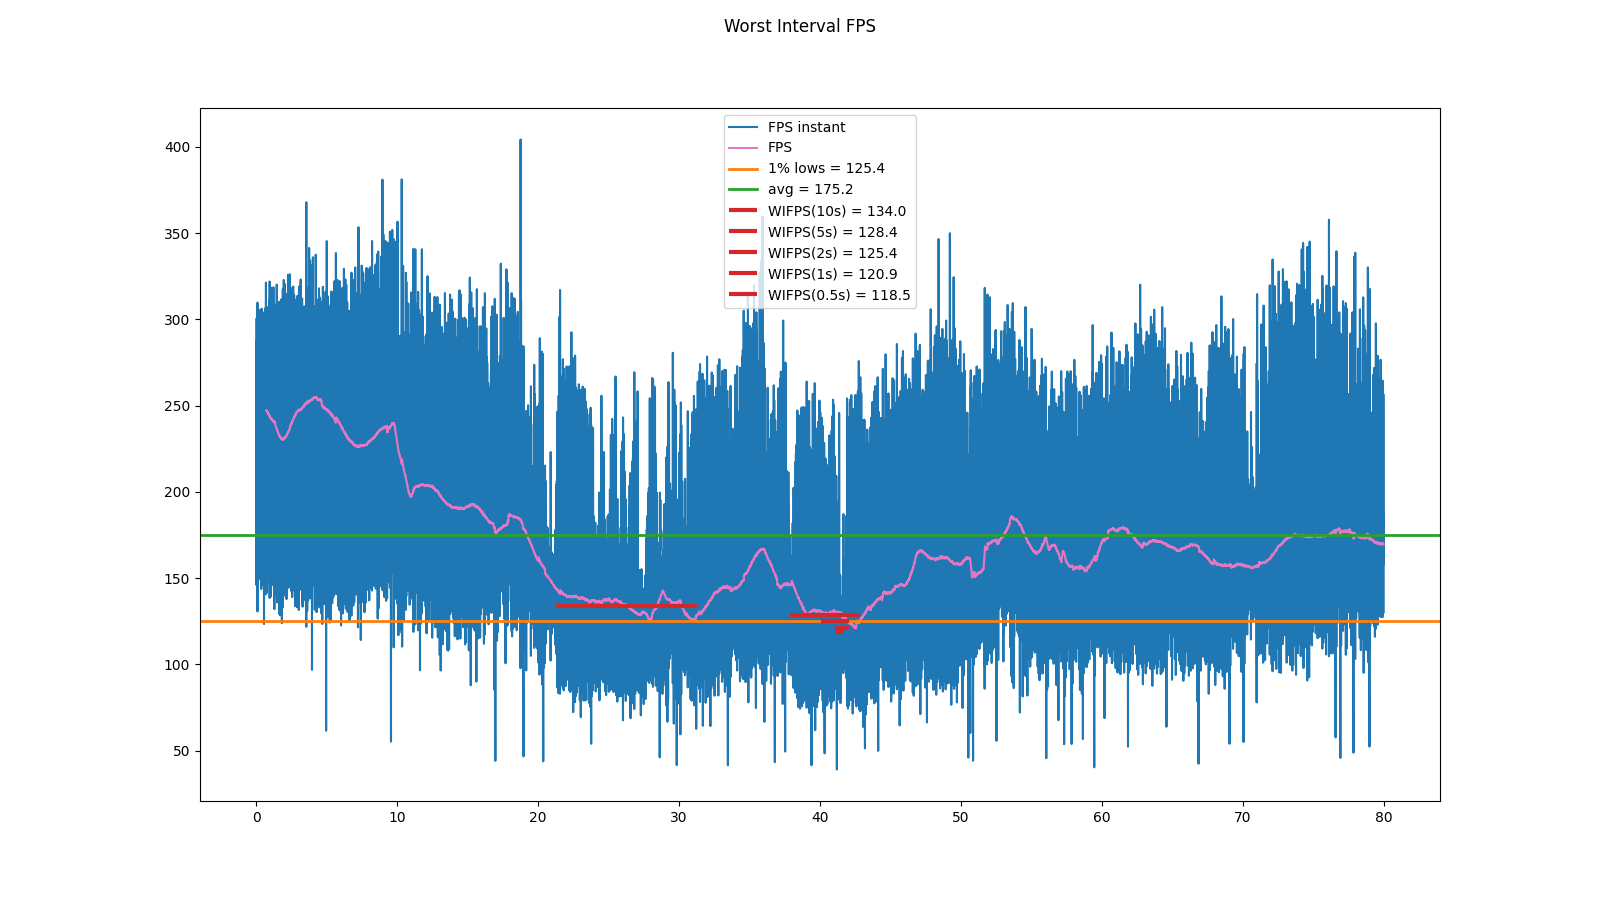 Worst Interval FPS
FPS instant
FPS
1% lows = 125.4
avg = 175.2
WIFPS(10s) = 134.0
WIFPS(5s) = 128.4
WIFPS(2s) = 125.4
WIFPS(1s) = 120.9
WIFPS(0.5s) = 118.5
400
350
300
250
200
150
100
50
0 10 20 30 40 50 60 70 80